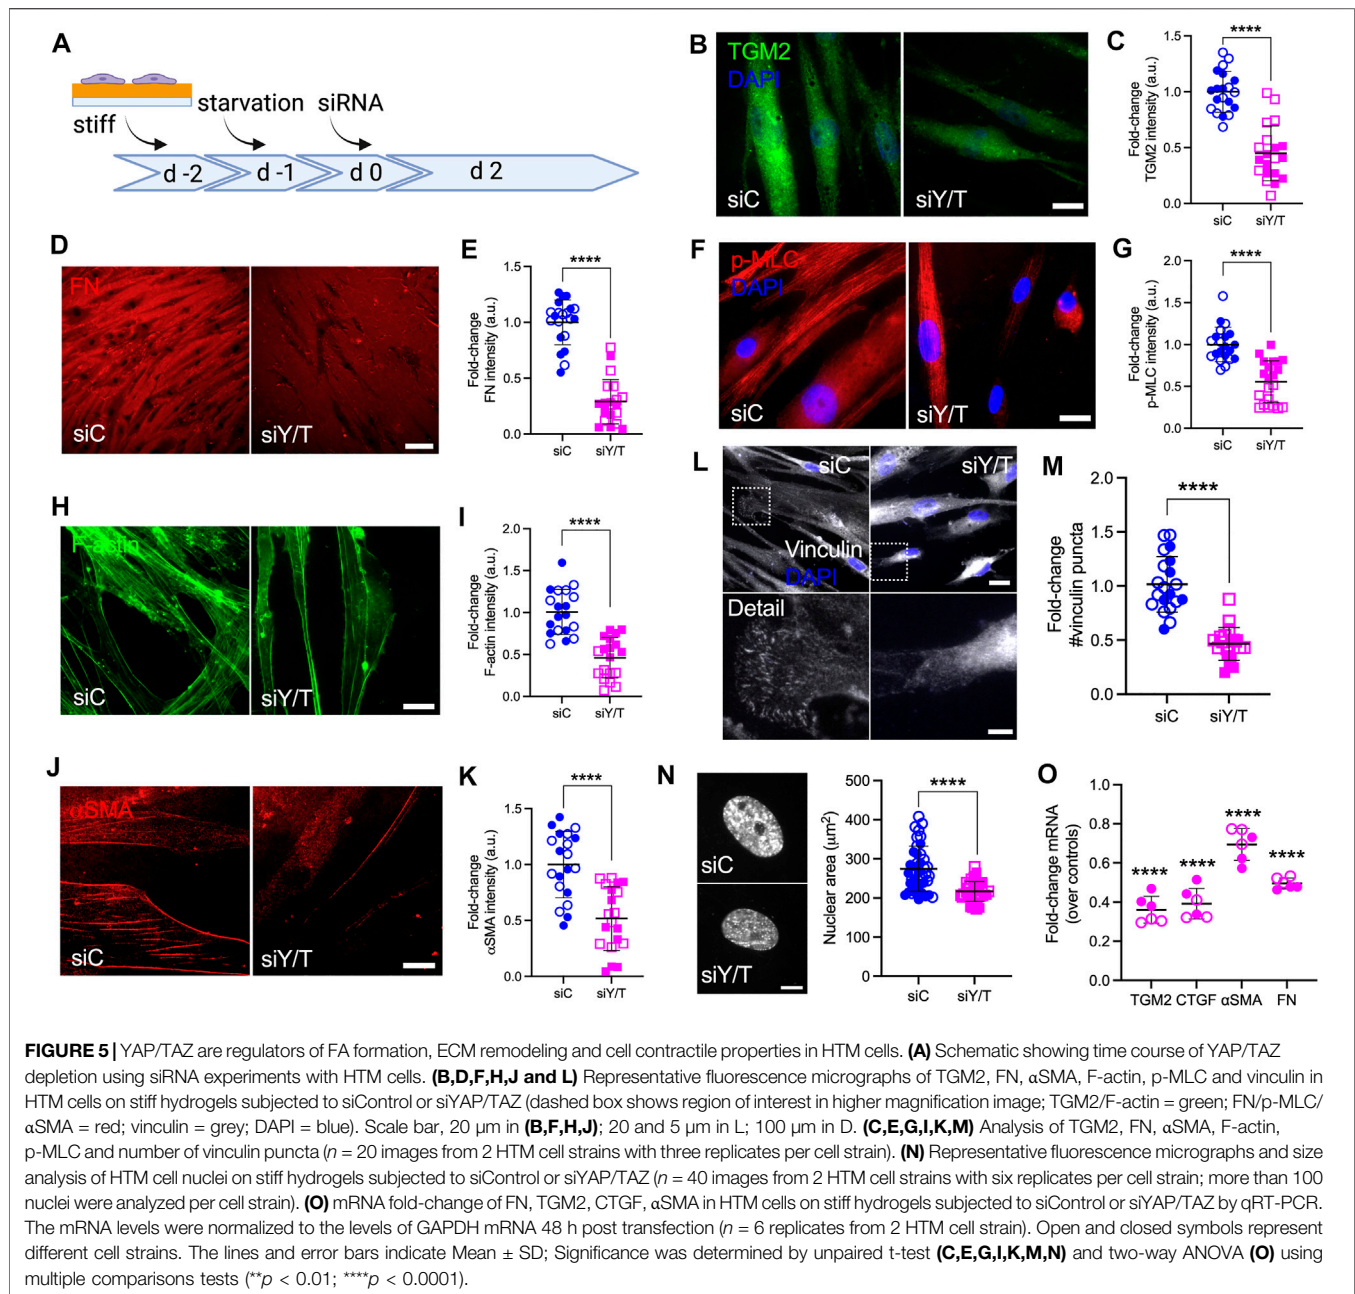 A
stiff
starvation
siRNA
d -2
d -1
d 0
d 2
B
TGM2
DAPI
siC
siY/T
C
Fold-change
TGM2 intensity (a.u.)
1.5
1.0
0.5
0.0
****
siC
siY/T
D
FN
siC
siY/T
E
Fold-change
FN intensity (a.u.)
1.5
1.0
0.5
0.0
****
siC
siY/T
F
p-MLC
DAPI
siC
siY/T
G
Fold-change
p-MLC intensity (a.u.)
2.0
1.5
1.0
0.5
0.0
****
siC
siY/T
H
F-actin
siC
siY/T
I
Fold-change
F-actin intensity (a.u.)
2.0
1.5
1.0
0.5
0.0
****
siC
siY/T
L
siC
siY/T
Vinculin
DAPI
Detail
M
Fold-change
#vinculin puncta
2.0
1.5
1.0
0.5
0.0
****
siC
siY/T
J
αSMA
siC
siY/T
K
Fold-change
αSMA intensity (a.u.)
1.5
1.0
0.5
0.0
****
siC
siY/T
N
siC
siY/T
Nuclear area (μm²)
500
400
300
200
100
0
****
siC
siY/T
O
Fold-change mRNA
(over controls)
1.0
0.8
0.6
0.4
0.2
0.0
****
****
****
****
TGM2 CTGF αSMA FN
FIGURE 5 | YAP/TAZ are regulators of FA formation, ECM remodeling and cell contractile properties in HTM cells. (A) Schematic showing time course of YAP/TAZ
depletion using siRNA experiments with HTM cells. (B,D,F,H,J and L) Representative fluorescence micrographs of TGM2, FN, αSMA, F-actin, p-MLC and vinculin in
HTM cells on stiff hydrogels subjected to siControl or siYAP/TAZ (dashed box shows region of interest in higher magnification image; TGM2/F-actin = green; FN/p-MLC/
αSMA = red; vinculin = grey; DAPI = blue). Scale bar, 20 μm in (B,F,H,J); 20 and 5 μm in L; 100 μm in D. (C,E,G,I,K,M) Analysis of TGM2, FN, αSMA, F-actin,
p-MLC and number of vinculin puncta (n = 20 images from 2 HTM cell strains with three replicates per cell strain). (N) Representative fluorescence micrographs and size
analysis of HTM cell nuclei on stiff hydrogels subjected to siControl or siYAP/TAZ (n = 40 images from 2 HTM cell strains with six replicates per cell strain; more than 100
nuclei were analyzed per cell strain). (O) mRNA fold-change of FN, TGM2, CTGF, αSMA in HTM cells on stiff hydrogels subjected to siControl or siYAP/TAZ by qRT-PCR.
The mRNA levels were normalized to the levels of GAPDH mRNA 48 h post transfection (n = 6 replicates from 2 HTM cell strain). Open and closed symbols represent
different cell strains. The lines and error bars indicate Mean ± SD; Significance was determined by unpaired t-test (C,E,G,I,K,M,N) and two-way ANOVA (O) using
multiple comparisons tests (**p < 0.01; ****p < 0.0001).